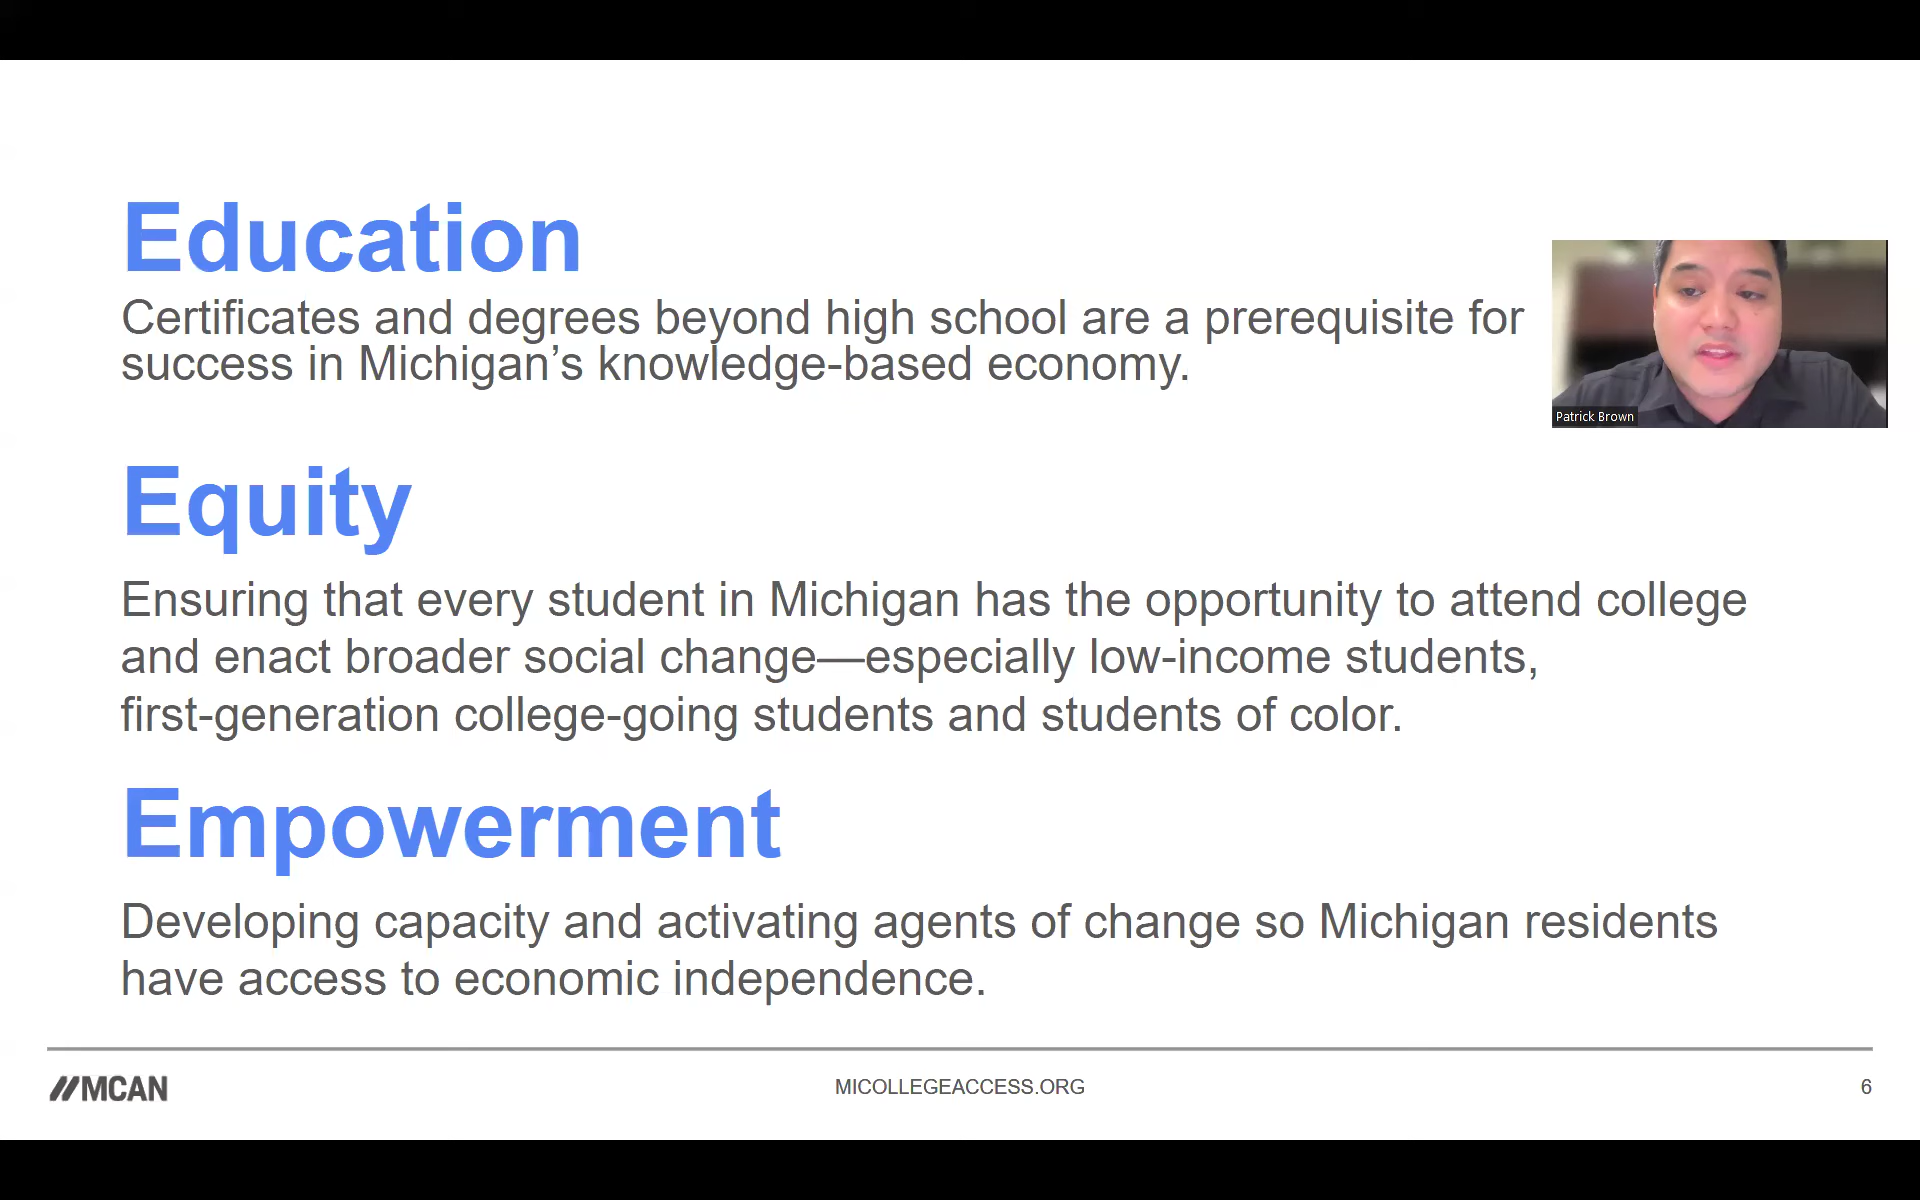 Education
Certificates and degrees beyond high school are a prerequisite for
success in Michigan’s knowledge-based economy.
Patrick Brown
Equity
Ensuring that every student in Michigan has the opportunity to attend college
and enact broader social change—especially low-income students,
first-generation college-going students and students of color.
Empowerment
Developing capacity and activating agents of change so Michigan residents
have access to economic independence.
MCAN
MICOLLEGEACCESS.ORG
6